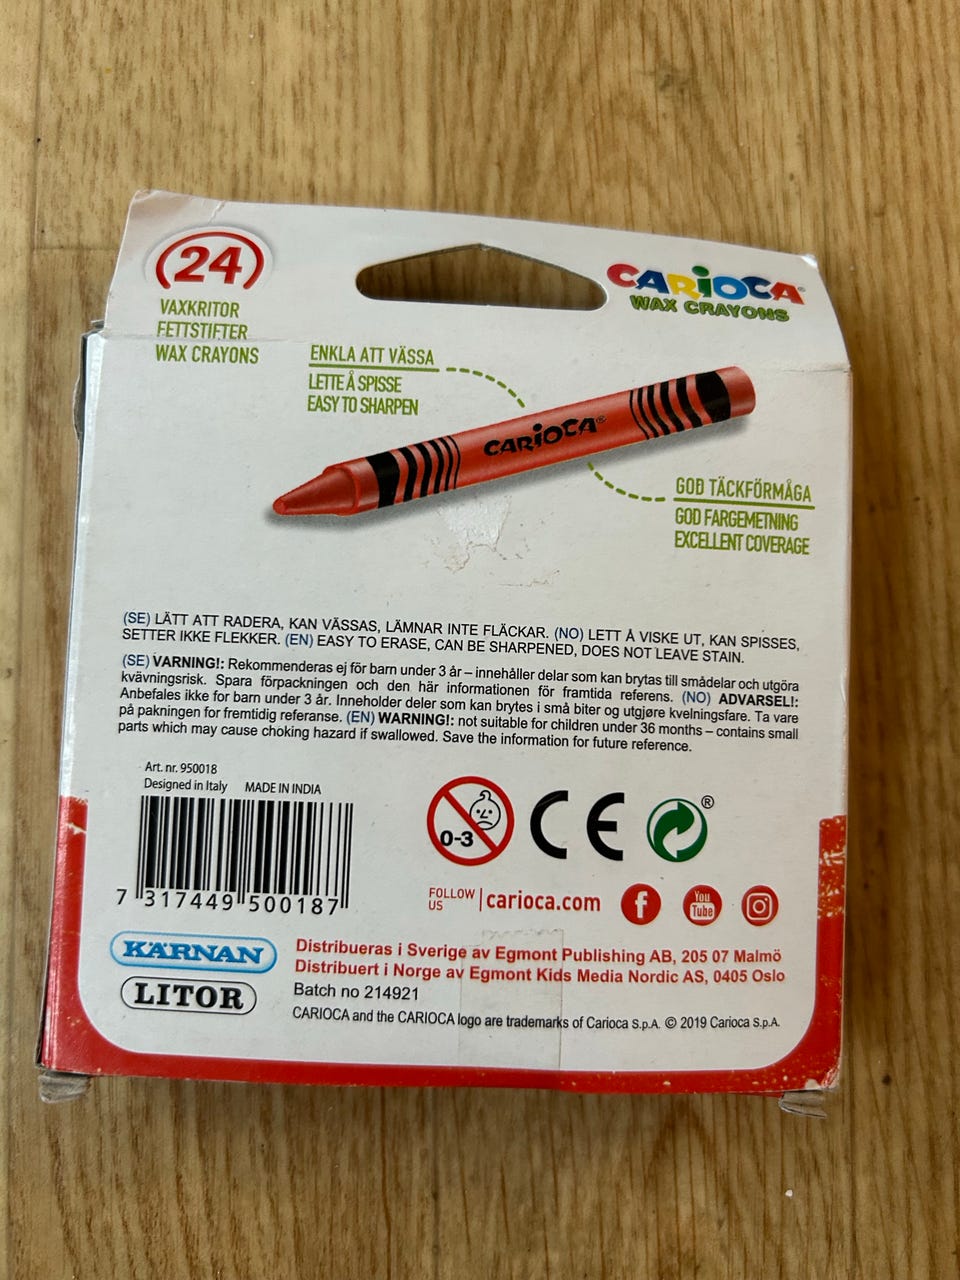 24
VAXKRITOR
FETTSTIFTER
WAX CRAYONS
CARIOCA®
WAX CRAYONS
ENKLA ATT VÄSSA
LETTE Å SPISSE
EASY TO SHARPEN
CARIOCA®
GOD TÄCKFÖRMÅGA
GOD FARGEMETNING
EXCELLENT COVERAGE
(SE) LÄTT ATT RADERA, KAN VÄSSAS, LÄMNAR INTE FLÄCKAR. (NO) LETT Å VISKE UT, KAN SPISSES,
SETTER IKKE FLEKKER. (EN) EASY TO ERASE, CAN BE SHARPENED, DOES NOT LEAVE STAIN.
(SE) VARNING!: Rekommenderas ej för barn under 3 år – innehåller delar som kan brytas till smådelar och utgöra
kvävningsrisk. Spara förpackningen och den här informationen för framtida referens. (NO) ADVARSEL!:
Anbefales ikke for barn under 3 år. Inneholder deler som kan brytes i små biter og utgjøre kvelningsfare. Ta vare
på pakningen for fremtidig referanse. (EN) WARNING!: not suitable for children under 36 months – contains small
parts which may cause choking hazard if swallowed. Save the information for future reference.
Art. nr. 950018
Designed in Italy MADE IN INDIA
7 317449 500187
0-3
CE
®
FOLLOW
US
carioca.com
f
You
Tube
KÄRNAN
LITOR
Distribueras i Sverige av Egmont Publishing AB, 205 07 Malmö
Distribuert i Norge av Egmont Kids Media Nordic AS, 0405 Oslo
Batch no 214921
CARIOCA and the CARIOCA logo are trademarks of Carioca S.p.A. © 2019 Carioca S.p.A.